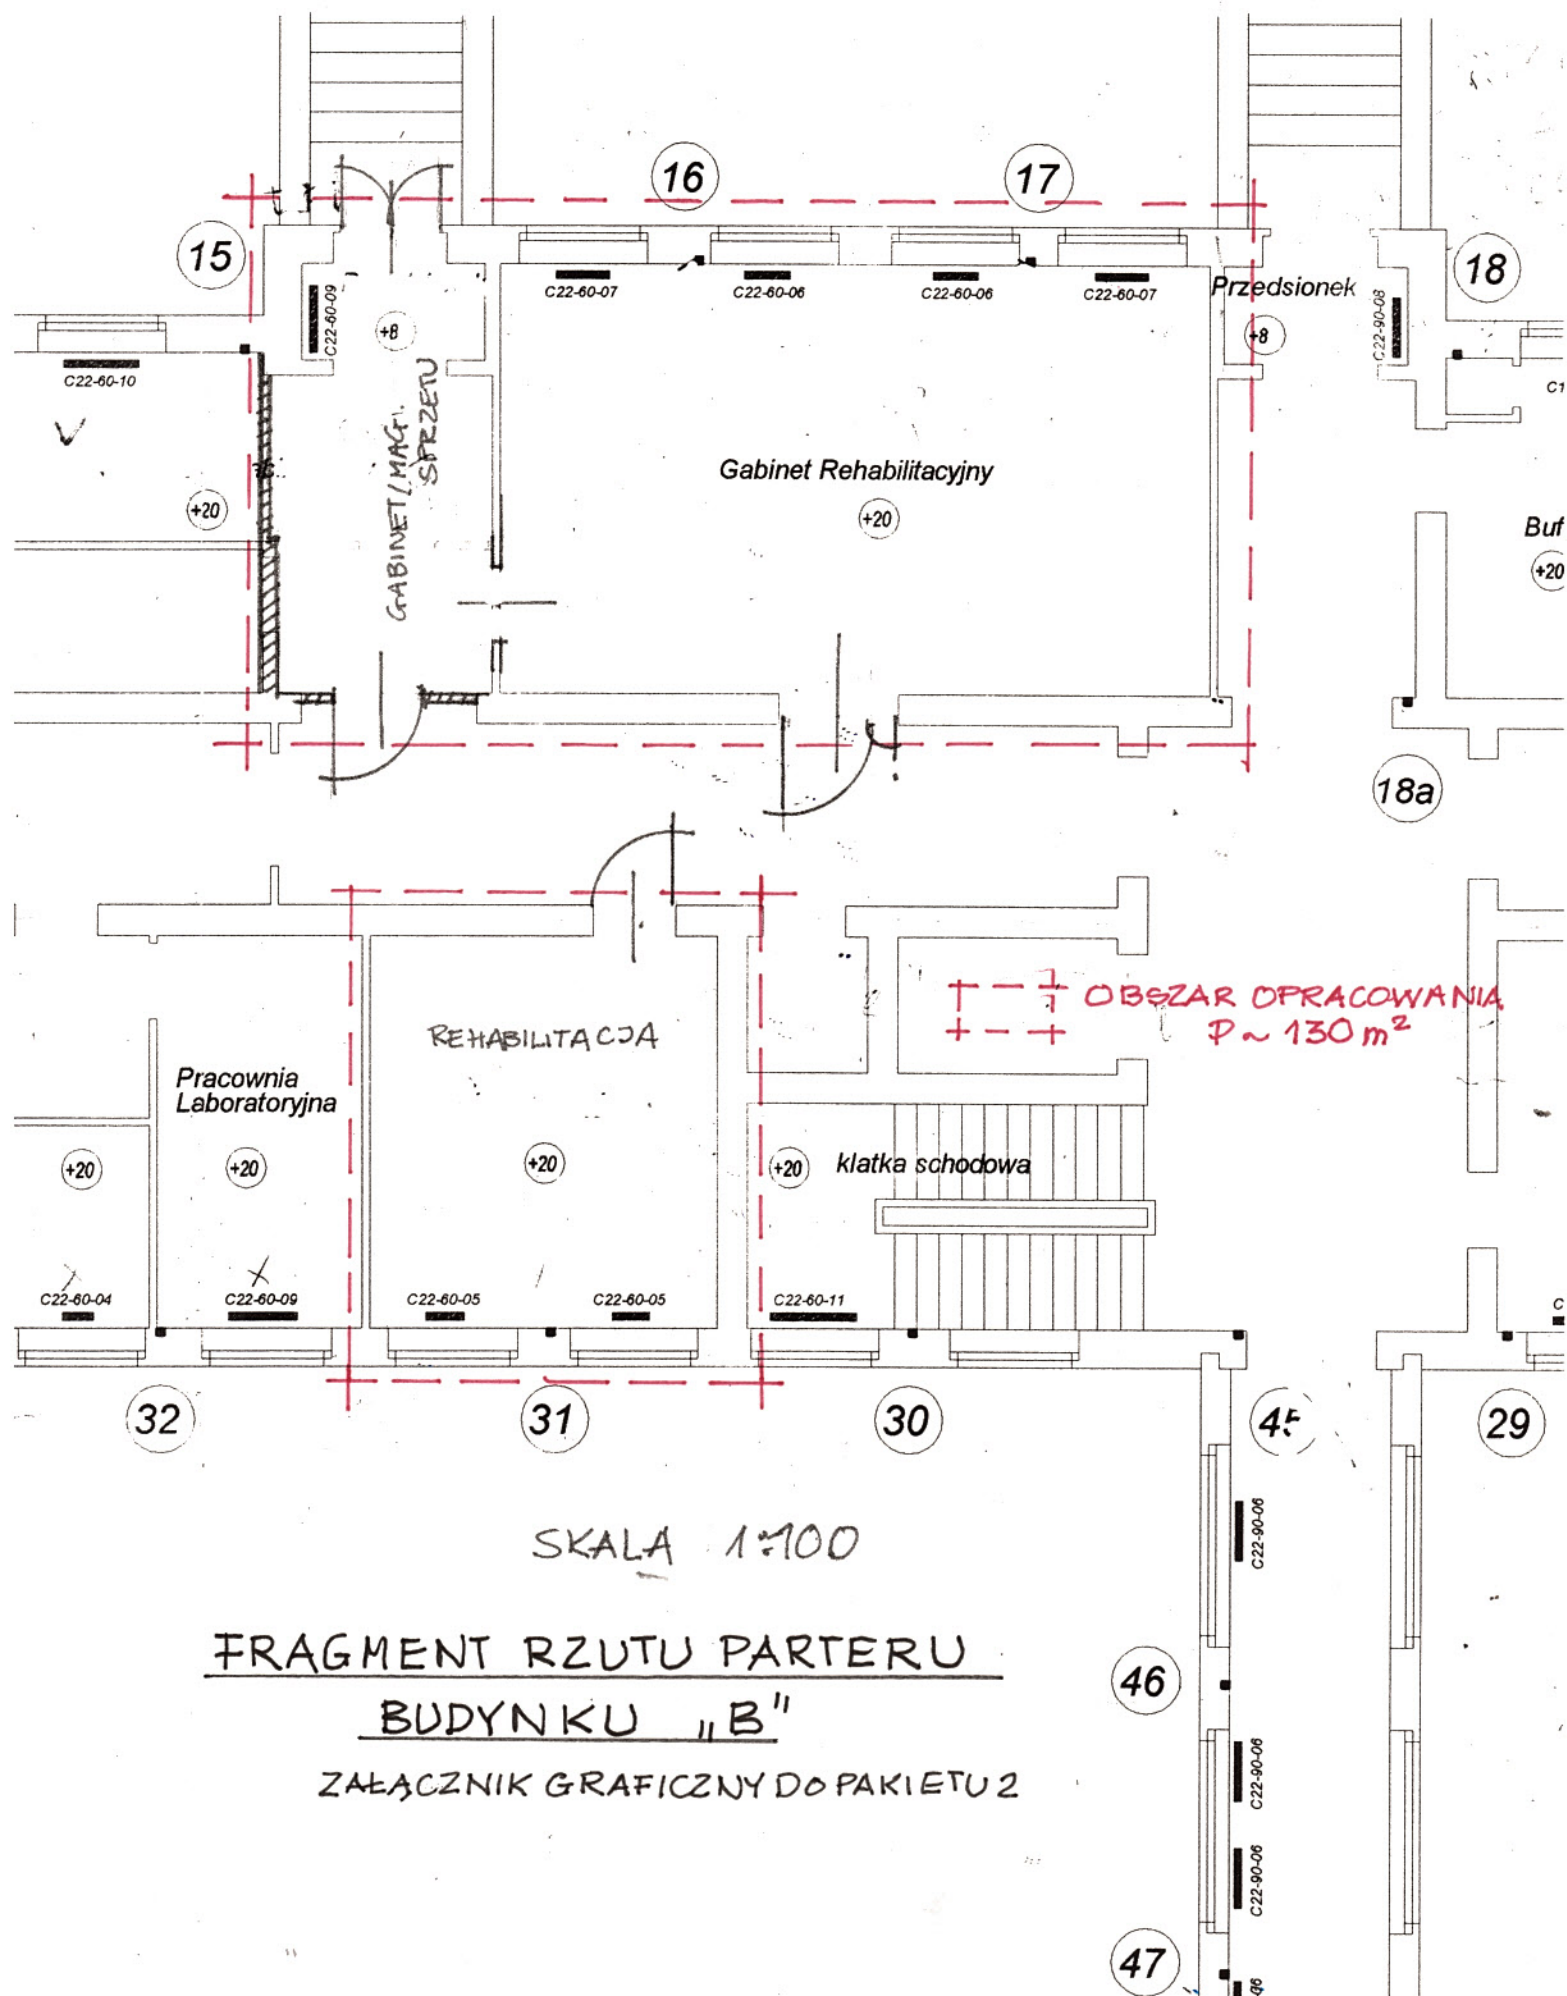 16
17
15
18
C22-60-09
C22-60-07
C22-60-06
C22-60-06
C22-60-07
Przedsionek
C22-90-08
+8
+8
C22-60-10
C1
GABINET/MAG.
SPRZETU
Gabinet Rehabilitacyjny
+20
+20
Buf
+20
18a
OBSZAR OPRACOWANIA
P ~ 130 m²
REHABILITACJA
Pracownia
Laboratoryjna
+20
+20
+20
+20
klatka schodowa
C22-60-04
C22-60-09
C22-60-05
C22-60-05
C22-60-11
C
32
31
30
45
29
SKALA 1:100
C22-90-06
FRAGMENT RZUTU PARTERU
46
BUDYNKU „B"
ZAŁĄCZNIK GRAFICZNY DO PAKIETU 2
C22-90-06
C22-90-06
47